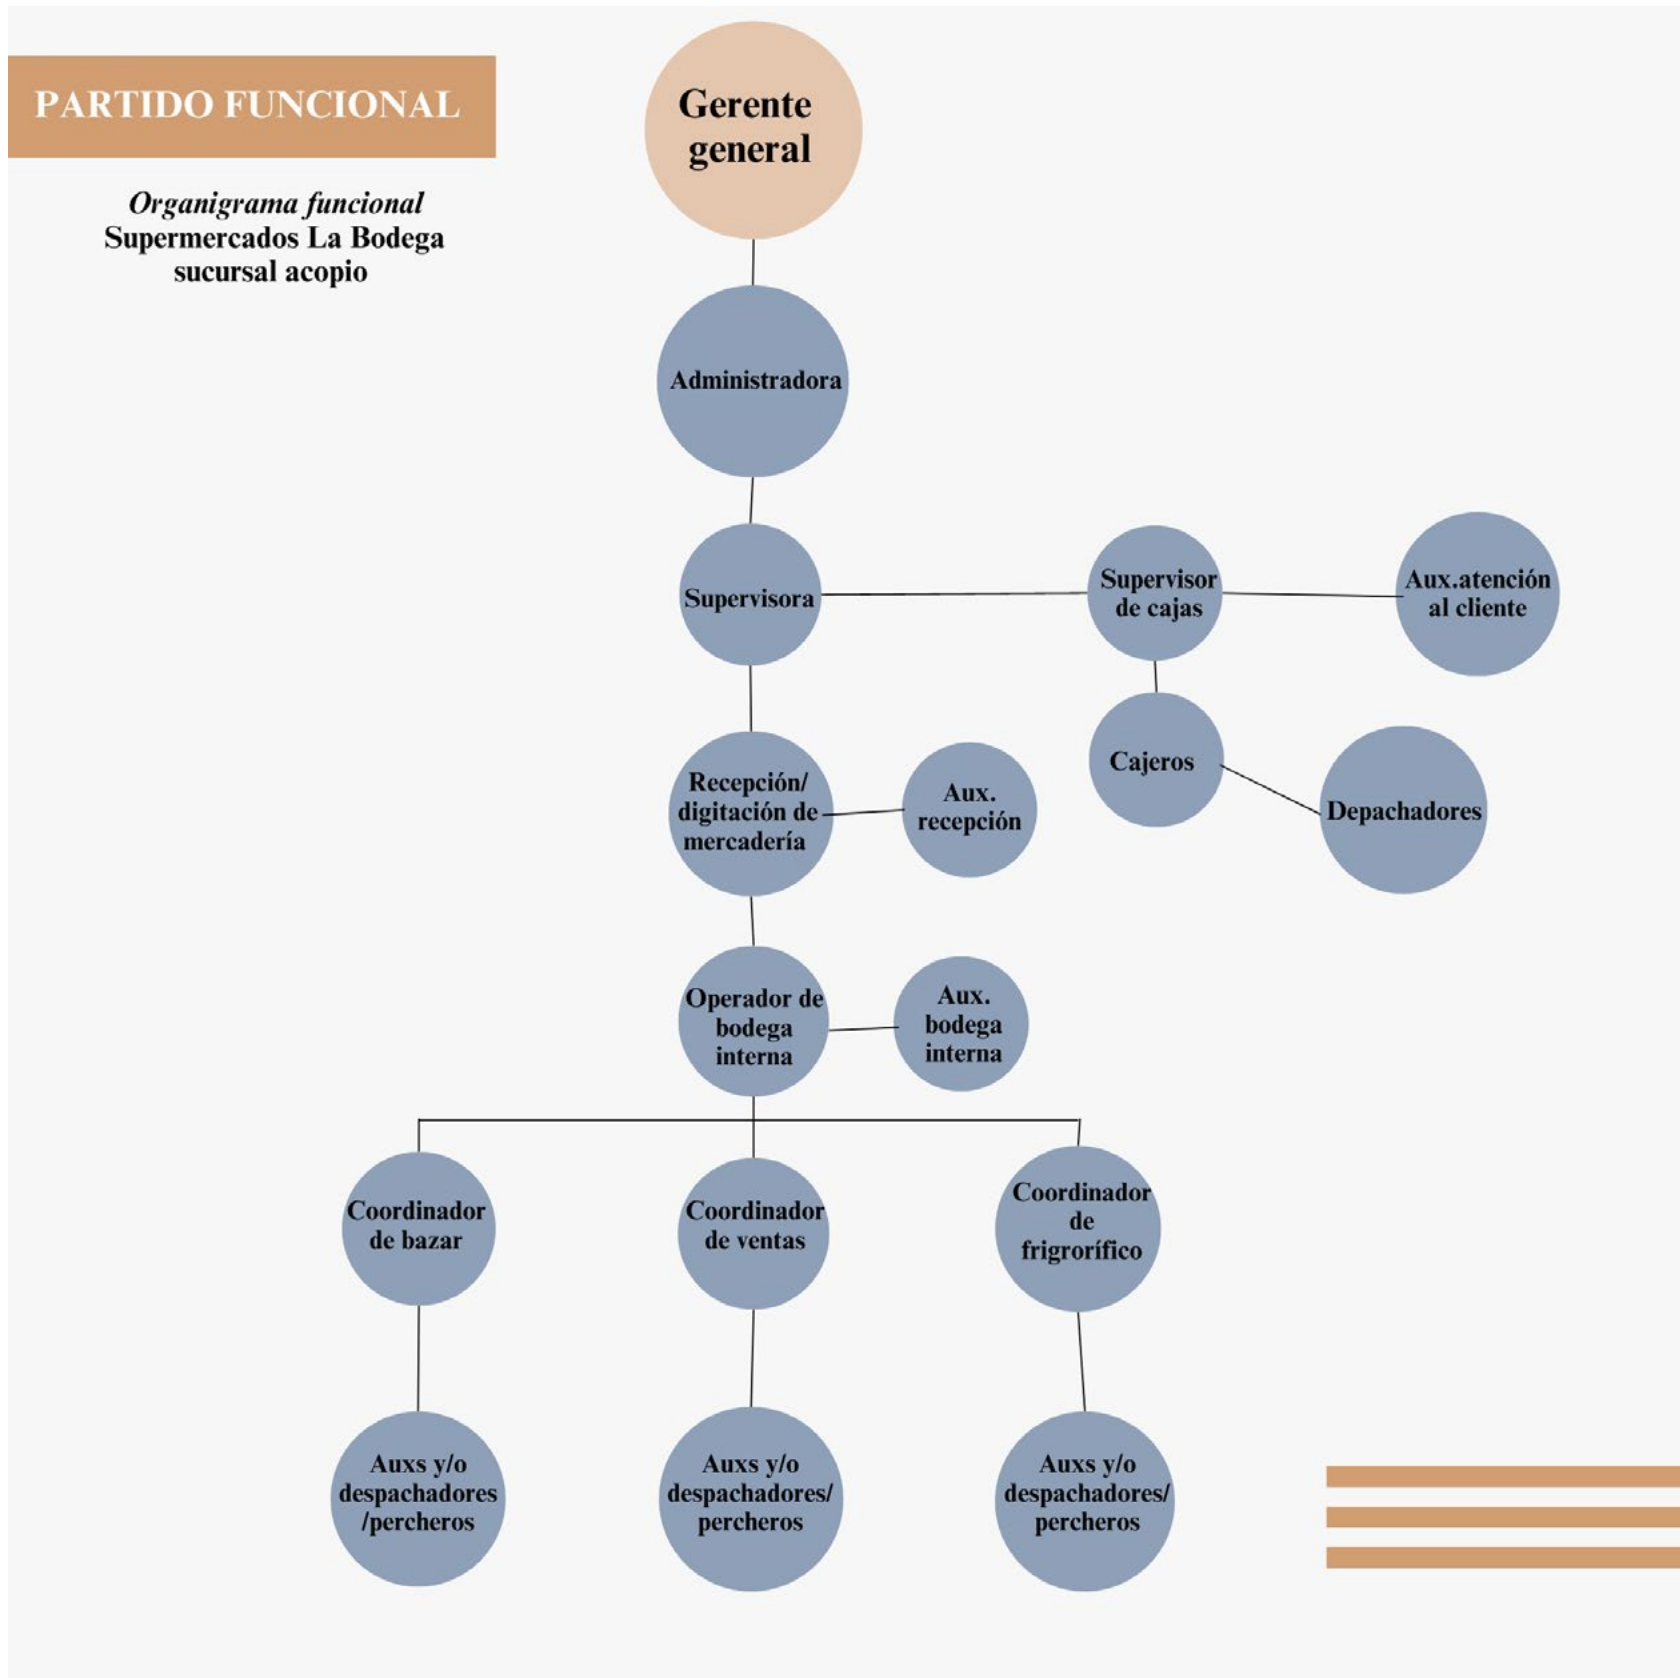 PARTIDO FUNCIONAL
Organigrama funcional
Supermercados La Bodega
sucursal acopio
Gerente
general
Administradora
Supervisora
Supervisor
de cajas
Aux.atención
al cliente
Cajeros
Depachadores
Recepción/
digitación de
mercadería
Aux.
recepción
Operador de
bodega
interna
Aux.
bodega
interna
Coordinador
de bazar
Coordinador
de ventas
Coordinador
de
frigrorífico
Auxs y/o
despachadores
/percheros
Auxs y/o
despachadores/
percheros
Auxs y/o
despachadores/
percheros